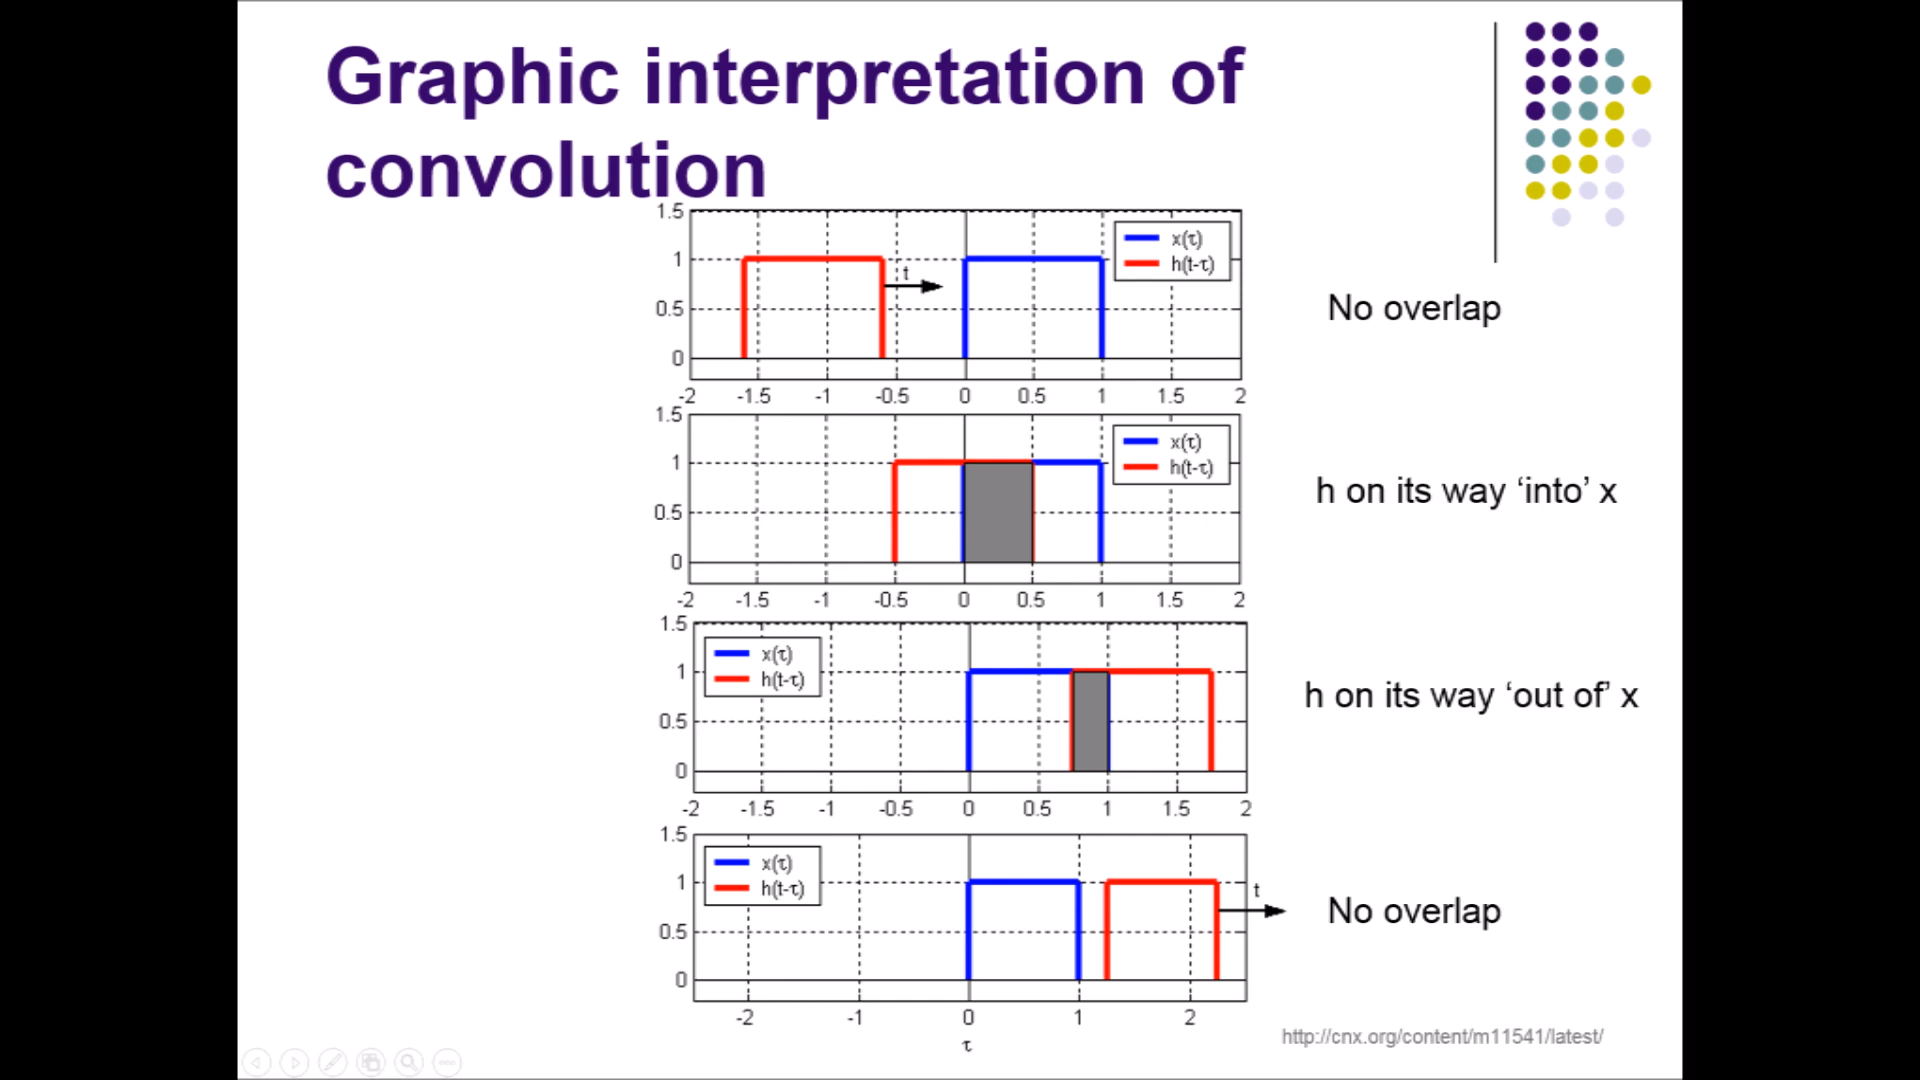 Graphic interpretation of
convolution
1.5
1
0.5
0
x(τ)
h(t-τ)
t
-2 -1.5 -1 -0.5 0 0.5 1 1.5 2
No overlap
1.5
1
0.5
0
x(τ)
h(t-τ)
-2 -1.5 -1 -0.5 0 0.5 1 1.5 2
h on its way ‘into’ x
1.5
1
0.5
0
x(τ)
h(t-τ)
-2 -1.5 -1 -0.5 0 0.5 1 1.5 2
h on its way ‘out of’ x
1.5
1
0.5
0
x(τ)
h(t-τ)
t
-2 -1 0 1 2
τ
No overlap
http://cnx.org/content/m11541/latest/